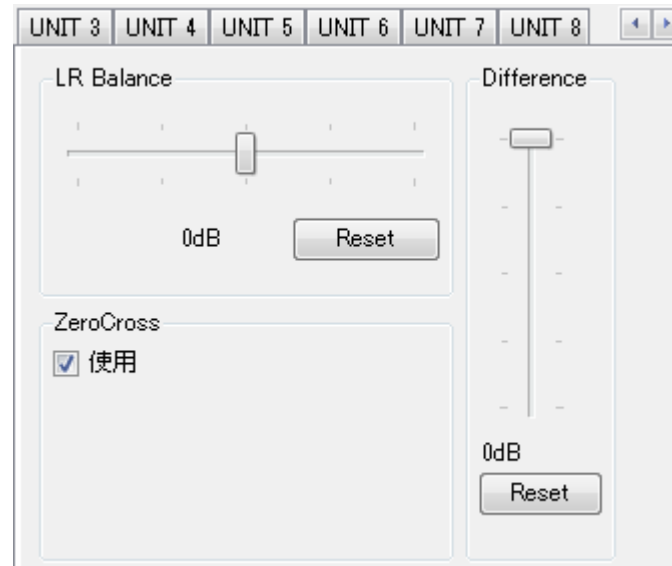 UNIT 3 UNIT 4 UNIT 5 UNIT 6 UNIT 7 UNIT 8
LR Balance
0dB Reset
ZeroCross
使用
Difference
0dB
Reset